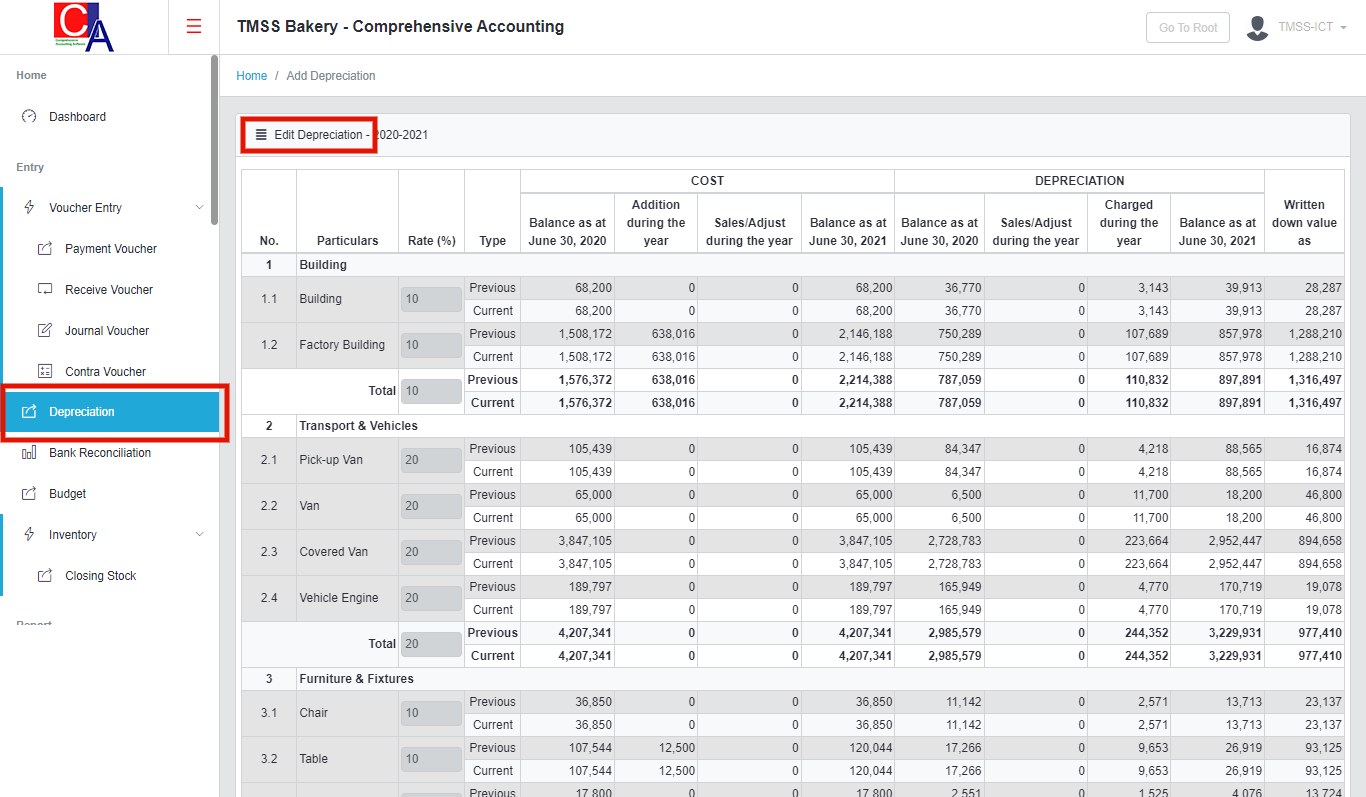 CJA
Comprehensive
Accounting Software
TMSS Bakery - Comprehensive Accounting
Go To Root
TMSS-ICT
Home
Dashboard
Entry
Voucher Entry
Payment Voucher
Receive Voucher
Journal Voucher
Contra Voucher
Depreciation
Bank Reconciliation
Budget
Inventory
Closing Stock
Report
Home / Add Depreciation
Edit Depreciation - 2020-2021
COST DEPRECIATION
No. Particulars Rate (%) Type Balance as at June 30, 2020 Addition during the year Sales/Adjust during the year Balance as at June 30, 2021 Balance as at June 30, 2020 Sales/Adjust during the year Charged during the year Balance as at June 30, 2021 Written down value as
1 Building
1.1 Building 10 Previous 68,200 0 0 68,200 36,770 0 3,143 39,913 28,287
Current 68,200 0 0 68,200 36,770 0 3,143 39,913 28,287
1.2 Factory Building 10 Previous 1,508,172 638,016 0 2,146,188 750,289 0 107,689 857,978 1,288,210
Current 1,508,172 638,016 0 2,146,188 750,289 0 107,689 857,978 1,288,210
Total 10 Previous 1,576,372 638,016 0 2,214,388 787,059 0 110,832 897,891 1,316,497
Current 1,576,372 638,016 0 2,214,388 787,059 0 110,832 897,891 1,316,497
2 Transport & Vehicles
2.1 Pick-up Van 20 Previous 105,439 0 0 105,439 84,347 0 4,218 88,565 16,874
Current 105,439 0 0 105,439 84,347 0 4,218 88,565 16,874
2.2 Van 20 Previous 65,000 0 0 65,000 6,500 0 11,700 18,200 46,800
Current 65,000 0 0 65,000 6,500 0 11,700 18,200 46,800
2.3 Covered Van 20 Previous 3,847,105 0 0 3,847,105 2,728,783 0 223,664 2,952,447 894,658
Current 3,847,105 0 0 3,847,105 2,728,783 0 223,664 2,952,447 894,658
2.4 Vehicle Engine 20 Previous 189,797 0 0 189,797 165,949 0 4,770 170,719 19,078
Current 189,797 0 0 189,797 165,949 0 4,770 170,719 19,078
Total 20 Previous 4,207,341 0 0 4,207,341 2,985,579 0 244,352 3,229,931 977,410
Current 4,207,341 0 0 4,207,341 2,985,579 0 244,352 3,229,931 977,410
3 Furniture & Fixtures
3.1 Chair 10 Previous 36,850 0 0 36,850 11,142 0 2,571 13,713 23,137
Current 36,850 0 0 36,850 11,142 0 2,571 13,713 23,137
3.2 Table 10 Previous 107,544 12,500 0 120,044 17,266 0 9,653 26,919 93,125
Current 107,544 12,500 0 120,044 17,266 0 9,653 26,919 93,125
Previous 17,800 0 0 17,800 2,551 0 1,525 4,076 13,724